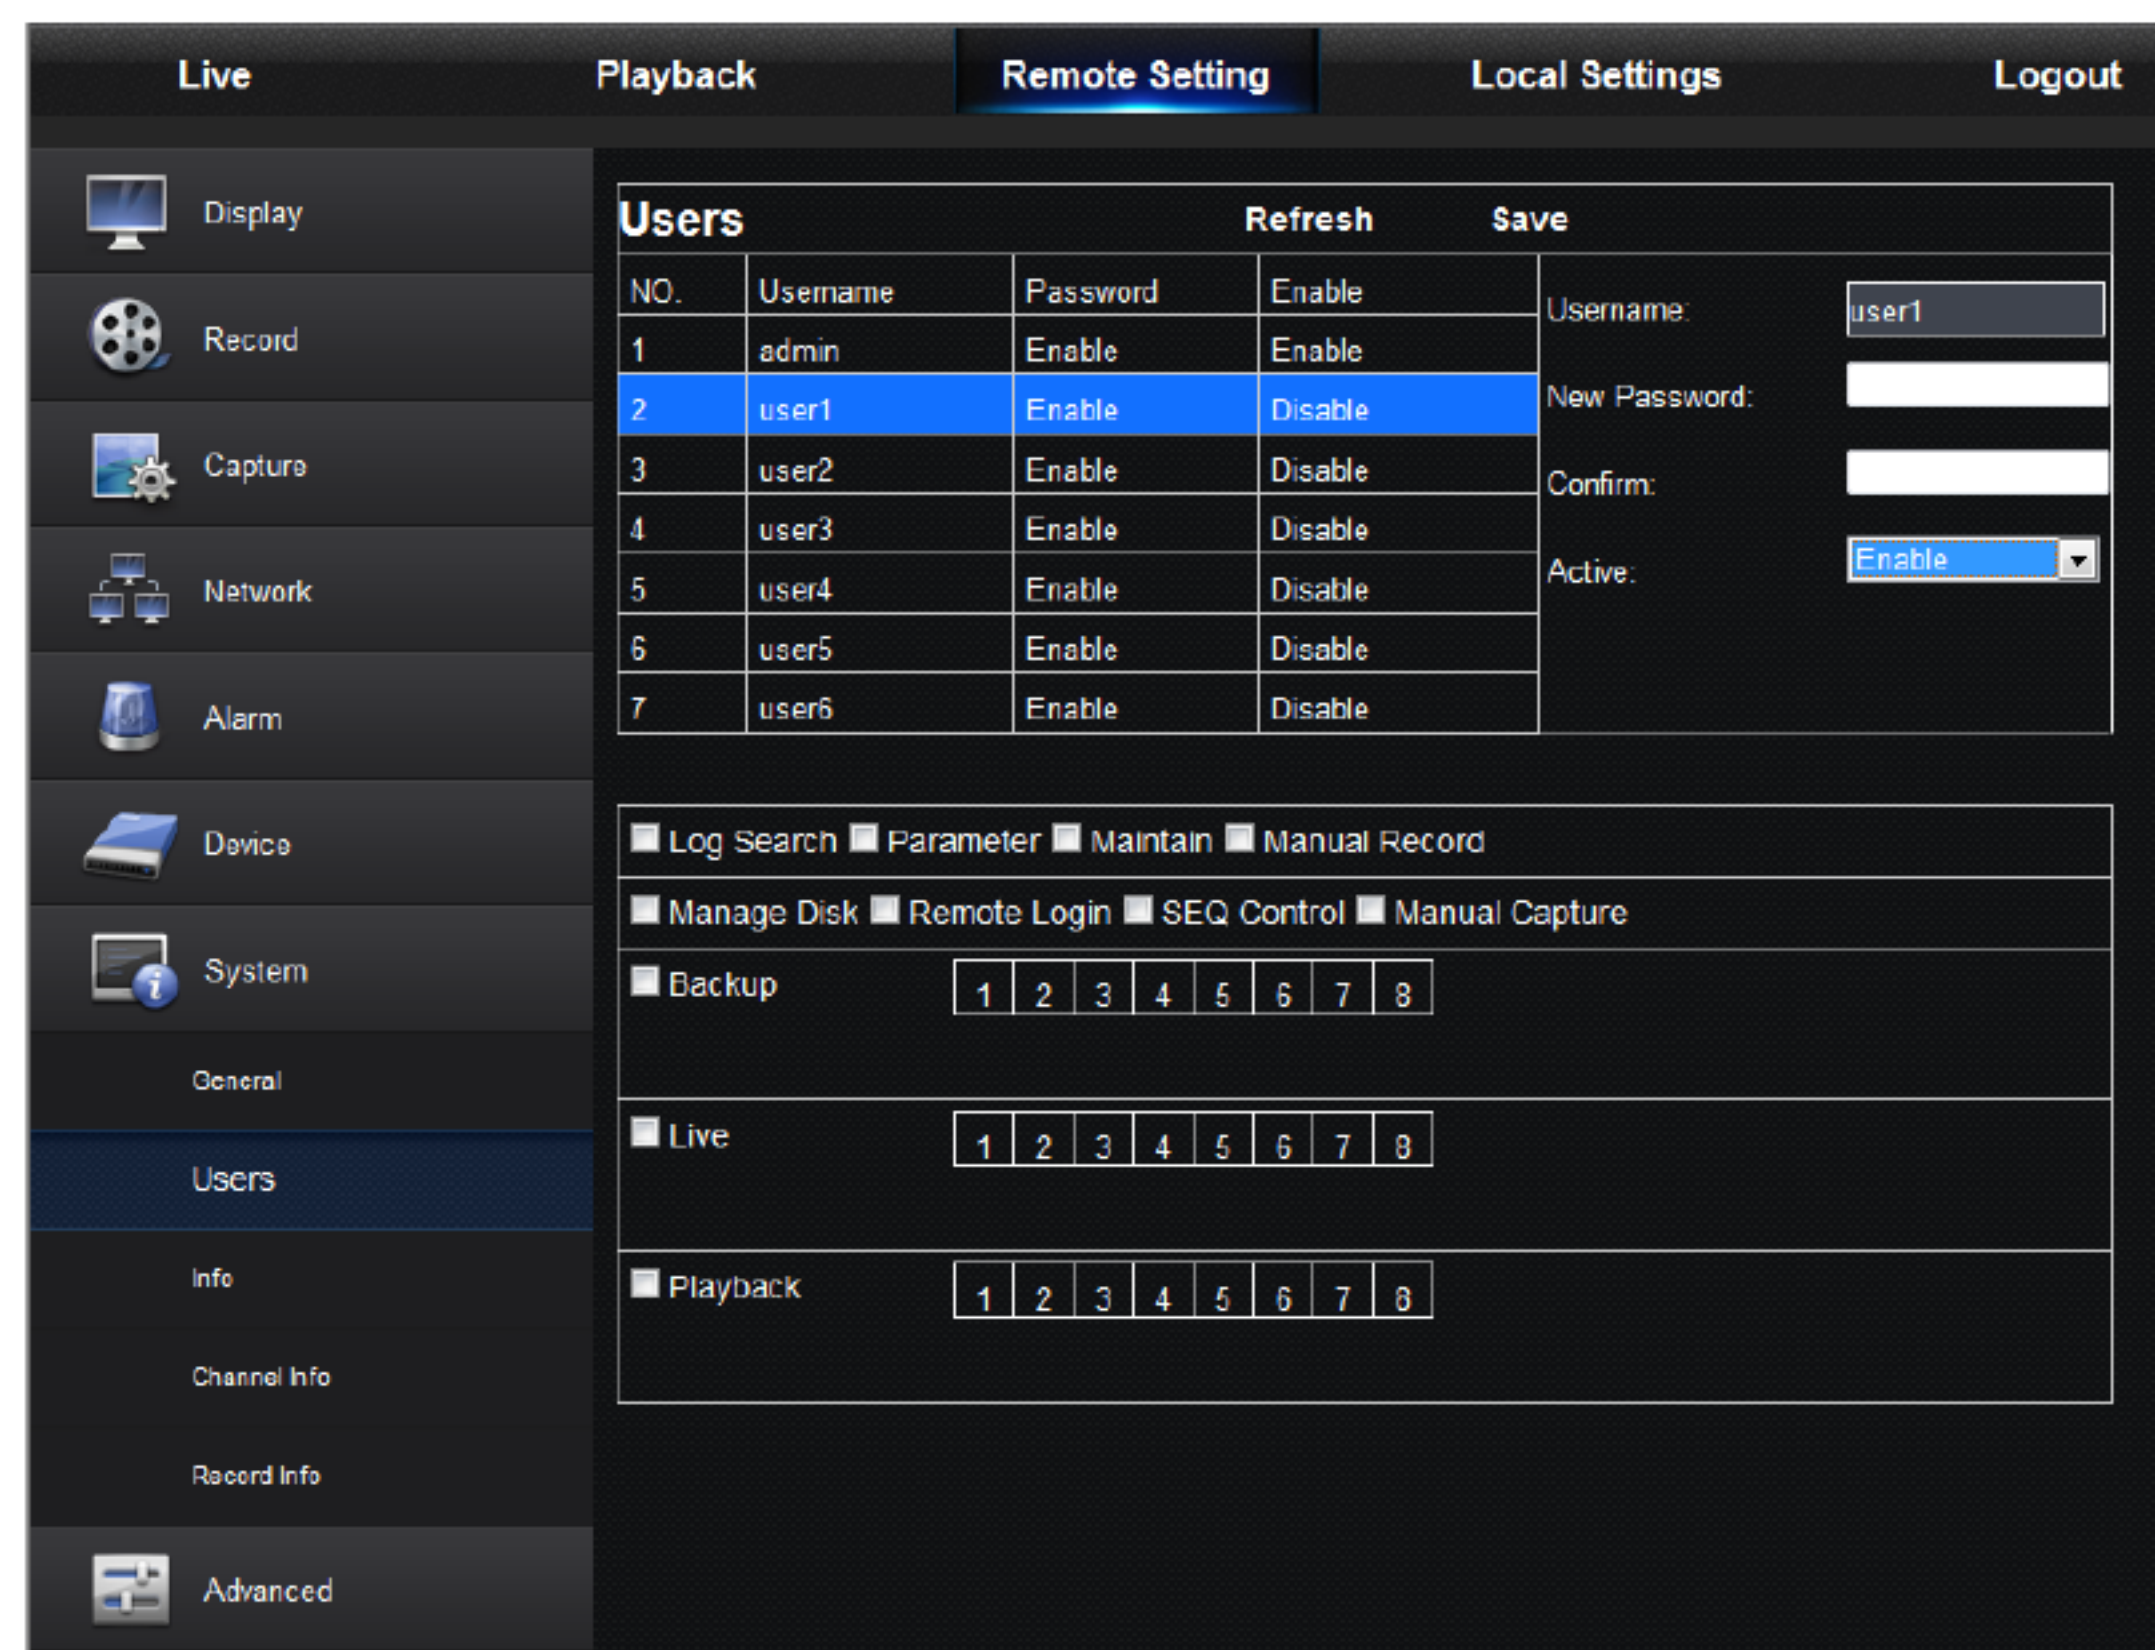 Live Playback Remote Setting Local Settings Logout
Display
Record
Capture
Network
Alarm
Device
System
General
Users
Info
Channel Info
Record Info
Advanced
Users Refresh Save
NO. Username Password Enable
1 admin Enable Enable
2 user1 Enable Disable
3 user2 Enable Disable
4 user3 Enable Disable
5 user4 Enable Disable
6 user5 Enable Disable
7 user6 Enable Disable
Username: user1
New Password:
Confirm:
Active: Enable
Log Search Parameter Maintain Manual Record
Manage Disk Remote Login SEQ Control Manual Capture
Backup 1 2 3 4 5 6 7 8
Live 1 2 3 4 5 6 7 8
Playback 1 2 3 4 5 6 7 8